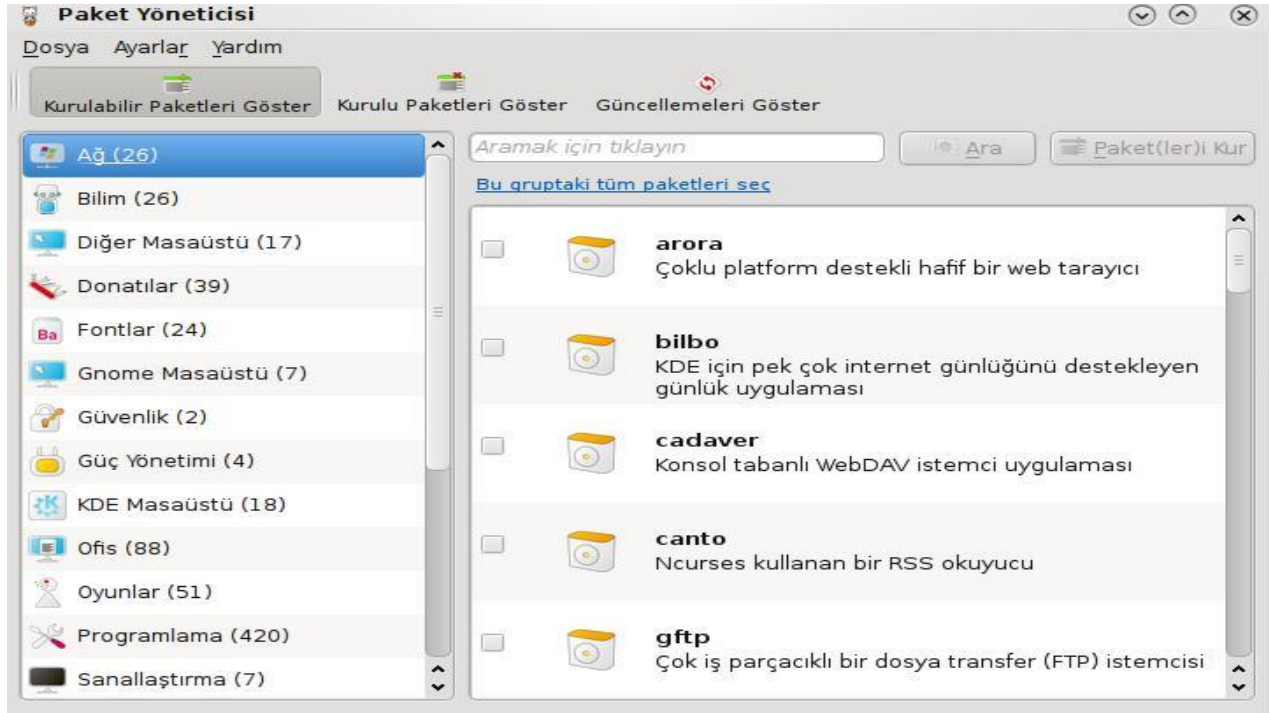 Paket Yöneticisi
Dosya Ayarlar Yardım
Kurulabilir Paketleri Göster Kurulu Paketleri Göster Güncellemeleri Göster
Ağ (26)
Bilim (26)
Diğer Masaüstü (17)
Donatılar (39)
Ba Fontlar (24)
Gnome Masaüstü (7)
Güvenlik (2)
Güç Yönetimi (4)
KDE Masaüstü (18)
Ofis (88)
Oyunlar (51)
Programlama (420)
Sanallaştırma (7)
Aramak için tıklayın Ara Paket(ler)i Kur
Bu gruptaki tüm paketleri seç
arora
Çoklu platform destekli hafif bir web tarayıcı
bilbo
KDE için pek çok internet günlüğünü destekleyen
günlük uygulaması
cadaver
Konsol tabanlı WebDAV istemci uygulaması
canto
Ncurses kullanan bir RSS okuyucu
gftp
Çok iş parçacıklı bir dosya transfer (FTP) istemcisi